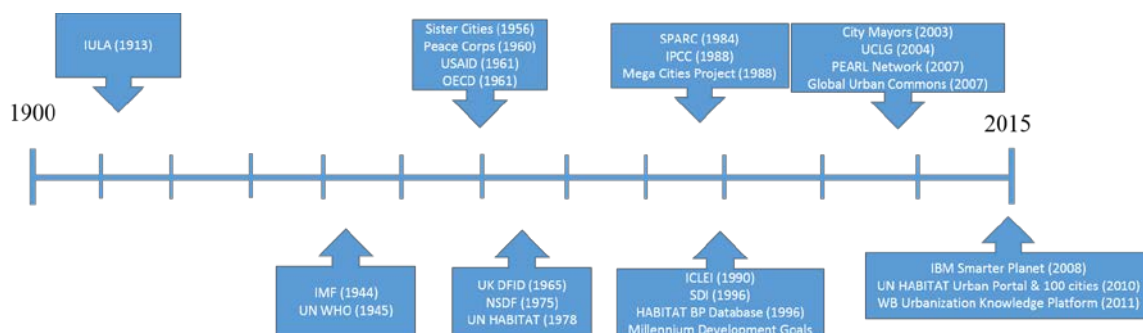 IULA (1913)
Sister Cities (1956)
Peace Corps (1960)
USAID (1961)
OECD (1961)
SPARC (1984)
IPCC (1988)
Mega Cities Project (1988)
City Mayors (2003)
UCLG (2004)
PEARL Network (2007)
Global Urban Commons (2007)
1900
2015
IMF (1944)
UN WHO (1945)
UK DFID (1965)
NSDF (1975)
UN HABITAT (1978
ICLEI (1990)
SDI (1996)
HABITAT BP Database (1996)
Millennium Development Goals
IBM Smarter Planet (2008)
UN HABITAT Urban Portal & 100 cities (2010)
WB Urbanization Knowledge Platform (2011)